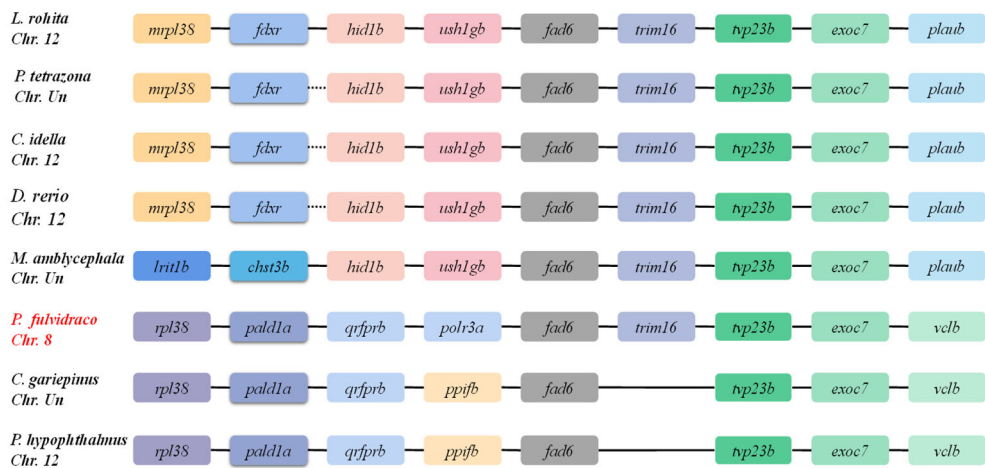 L. rohita
Chr. 12
mrpl38 fdxr hid1b ush1gb fad6 trim16 tvp23b exoc7 plaub
P. tetrazona
Chr. Un
mrpl38 fdxr hid1b ush1gb fad6 trim16 tvp23b exoc7 plaub
C. idella
Chr. 12
mrpl38 fdxr hid1b ush1gb fad6 trim16 tvp23b exoc7 plaub
D. rerio
Chr. 12
mrpl38 fdxr hid1b ush1gb fad6 trim16 tvp23b exoc7 plaub
M. amblycephala
Chr. Un
lrit1b chst3b hid1b ush1gb fad6 trim16 tvp23b exoc7 plaub
P. fulvidraco
Chr. 8
rpl38 pald1a qrfprb polr3a fad6 trim16 tvp23b exoc7 vclb
C. gariepinus
Chr. Un
rpl38 pald1a qrfprb ppifb fad6 tvp23b exoc7 vclb
P. hypophthalmus
Chr. 12
rpl38 pald1a qrfprb ppifb fad6 tvp23b exoc7 vclb